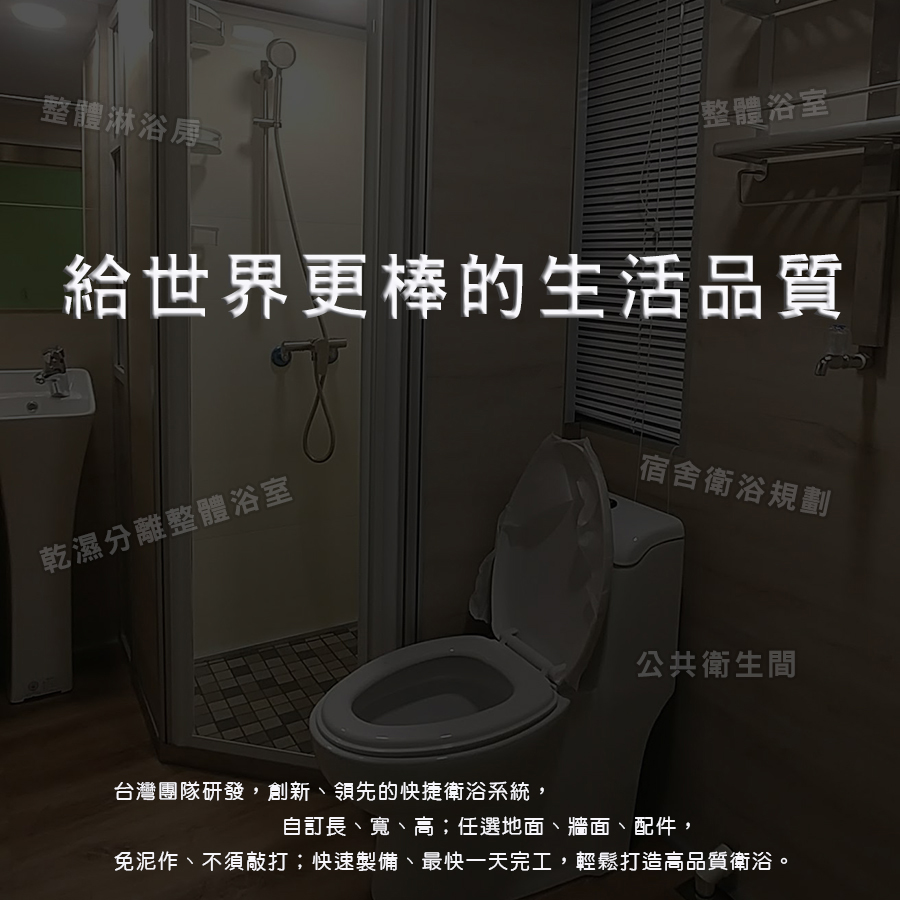 整體淋浴房
整體浴室
給世界更棒的生活品質
宿舍衛浴規劃
乾濕分離整體浴室
公共衛生間
台灣團隊研發，創新、領先的快捷衛浴系統，
自訂長、寬、高；任選地面、牆面、配件，
免泥作、不須敲打；快速製備、最快一天完工，輕鬆打造高品質衛浴。